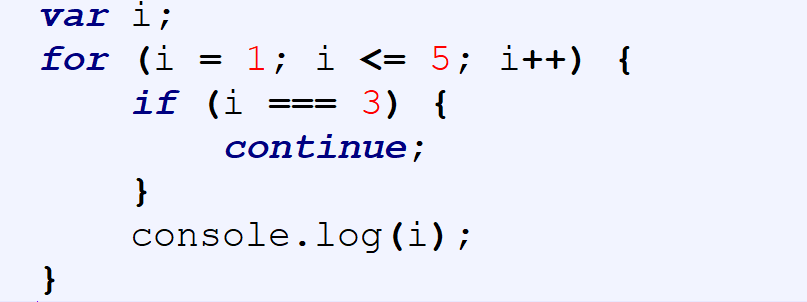 var i;
for (i = 1; i <= 5; i++) {
    if (i === 3) {
        continue;
    }
    console.log(i);
}